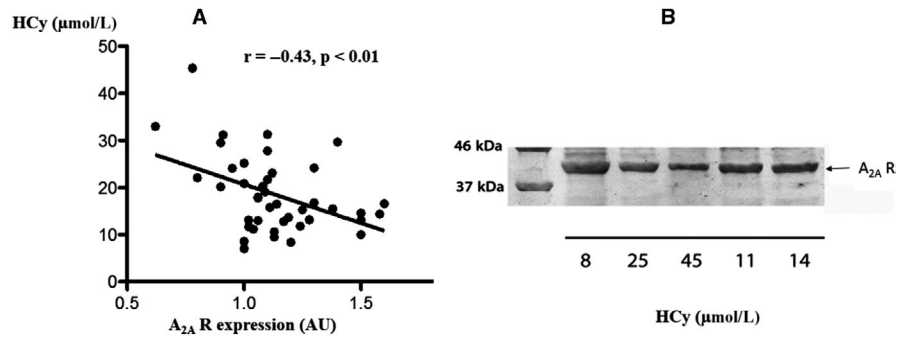 A
HCy (µmol/L)
r = –0.43, p < 0.01
50
40
30
20
10
0
0.5 1.0 1.5
A2A R expression (AU)
B
46 kDa
37 kDa
A2A R
8 25 45 11 14
HCy (µmol/L)